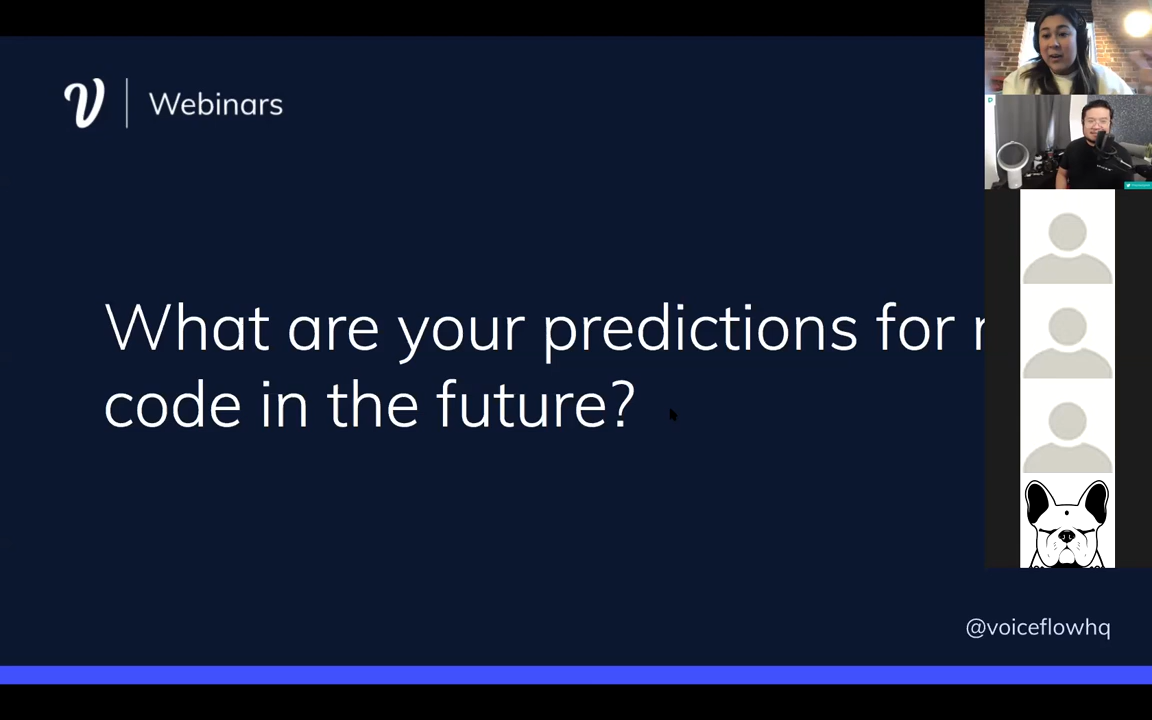 Webinars
What are your predictions for
code in the future?
@voiceflowhq